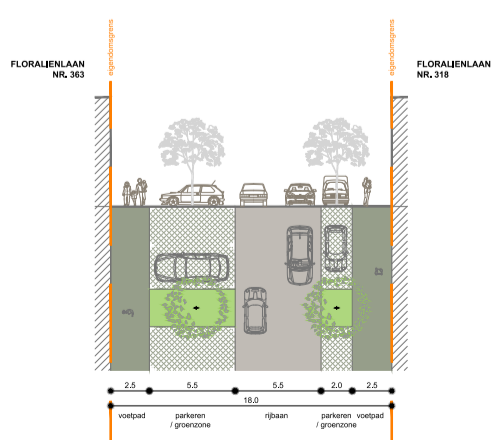 eigendomsgrens
eigendomsgrens
FLORALIENLAAN
NR. 363
FLORALIENLAAN
NR. 318
2.5
5.5
5.5
2.0
2.5
18.0
voetpad
parkeren
/ groenzone
rijbaan
parkeren
/ groenzone
voetpad